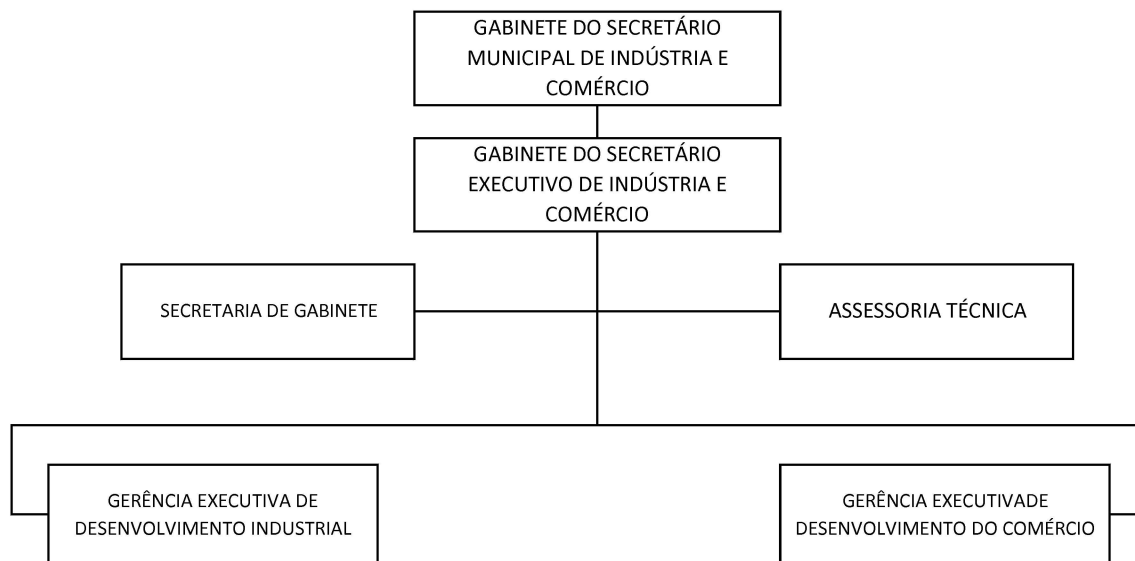 GABINETE DO SECRETÁRIO
MUNICIPAL DE INDÚSTRIA E
COMÉRCIO
GABINETE DO SECRETÁRIO
EXECUTIVO DE INDÚSTRIA E
COMÉRCIO
SECRETARIA DE GABINETE
ASSESSORIA TÉCNICA
GERÊNCIA EXECUTIVA DE
DESENVOLVIMENTO INDUSTRIAL
GERÊNCIA EXECUTIVADE
DESENVOLVIMENTO DO COMÉRCIO